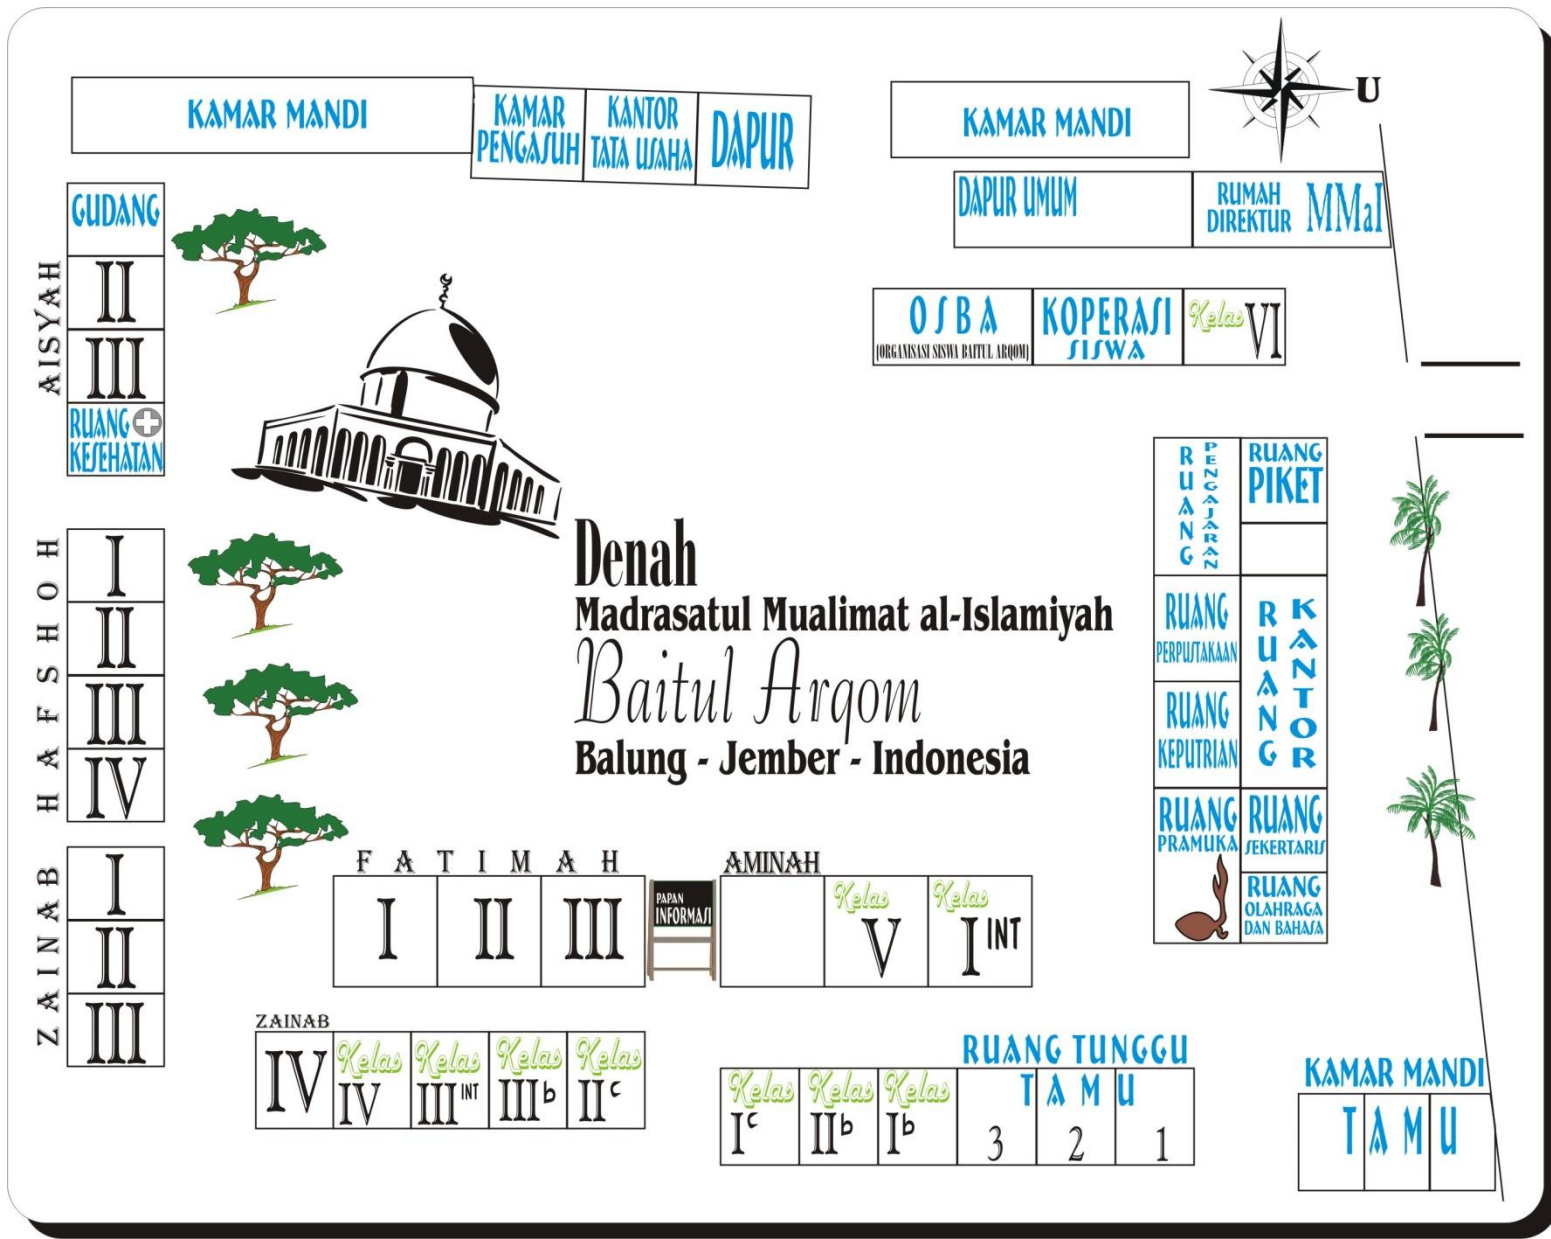 KAMAR MANDI
KAMAR
PENGASUH
KANTOR
TATA USAHA
DAPUR
KAMAR MANDI
U
DAPUR UMUM
RUMAH
DIREKTUR
MMaI
OSBA
(ORGANISASI SISWA BAITUL ARQOM)
KOPERASI
SISWA
Kelas VI
AISYAH
GUDANG
II
III
RUANG
KESEHATAN
HAFSHOH
I
II
III
IV
ZAINAB
I
II
III
Denah
Madrasatul Mualimat al-Islamiyah
Baitul Arqom
Balung - Jember - Indonesia
RUANG
PENGAJARAN
RUANG
PIKET
RUANG
PERPUSTAKAAN
RUANG
KANTOR
RUANG
KEPUTRIAN
RUANG
PRAMUKA
RUANG
SEKERTARIS
RUANG
OLAHRAGA
DAN BAHASA
FATIMAH
I
II
III
PAPAN
INFORMASI
AMINAH
Kelas
V
Kelas
I INT
ZAINAB
IV
Kelas
IV
Kelas
III INT
Kelas
III b
Kelas
II c
Kelas
I c
Kelas
II b
Kelas
I b
RUANG TUNGGU
TAMU
3
2
1
KAMAR MANDI
TAMU